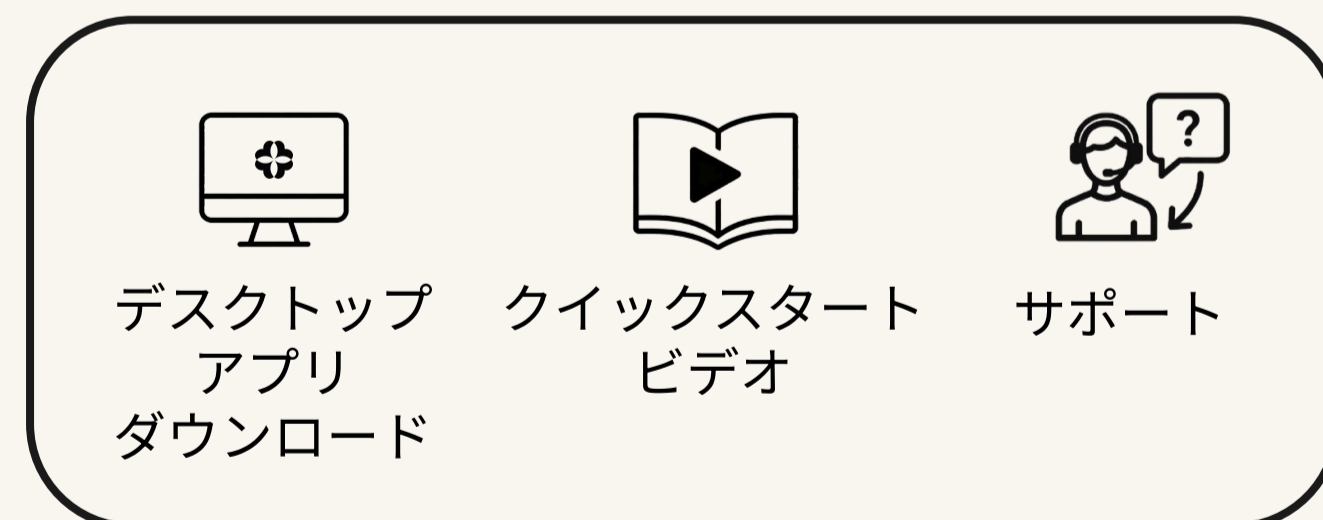 ?
デスクトップ
アプリ
ダウンロード
クイックスタート
ビデオ
サポート